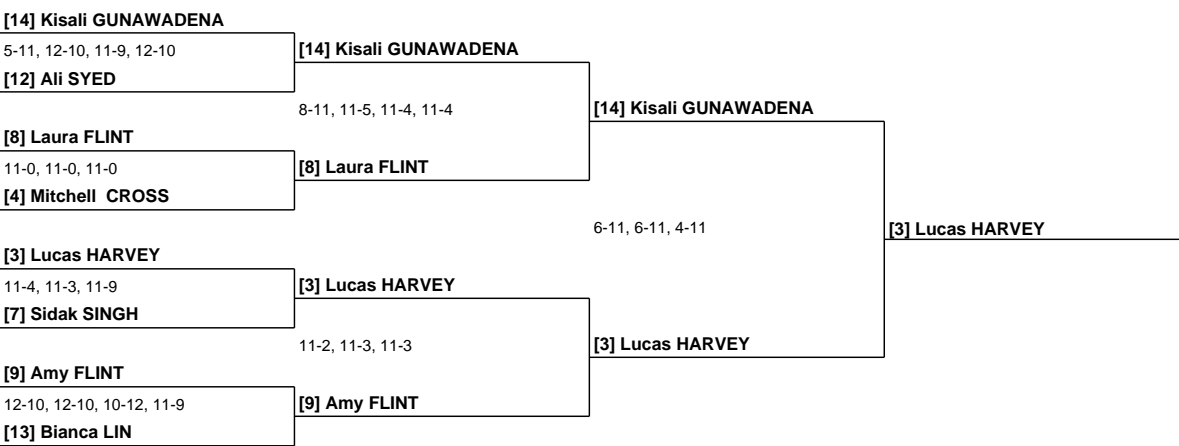 [14] Kisali GUNAWADENA
5-11, 12-10, 11-9, 12-10
[12] Ali SYED
[14] Kisali GUNAWADENA
8-11, 11-5, 11-4, 11-4
[14] Kisali GUNAWADENA
[8] Laura FLINT
11-0, 11-0, 11-0
[4] Mitchell  CROSS
[8] Laura FLINT
6-11, 6-11, 4-11
[3] Lucas HARVEY
[3] Lucas HARVEY
11-4, 11-3, 11-9
[7] Sidak SINGH
[3] Lucas HARVEY
11-2, 11-3, 11-3
[3] Lucas HARVEY
[9] Amy FLINT
12-10, 12-10, 10-12, 11-9
[13] Bianca LIN
[9] Amy FLINT